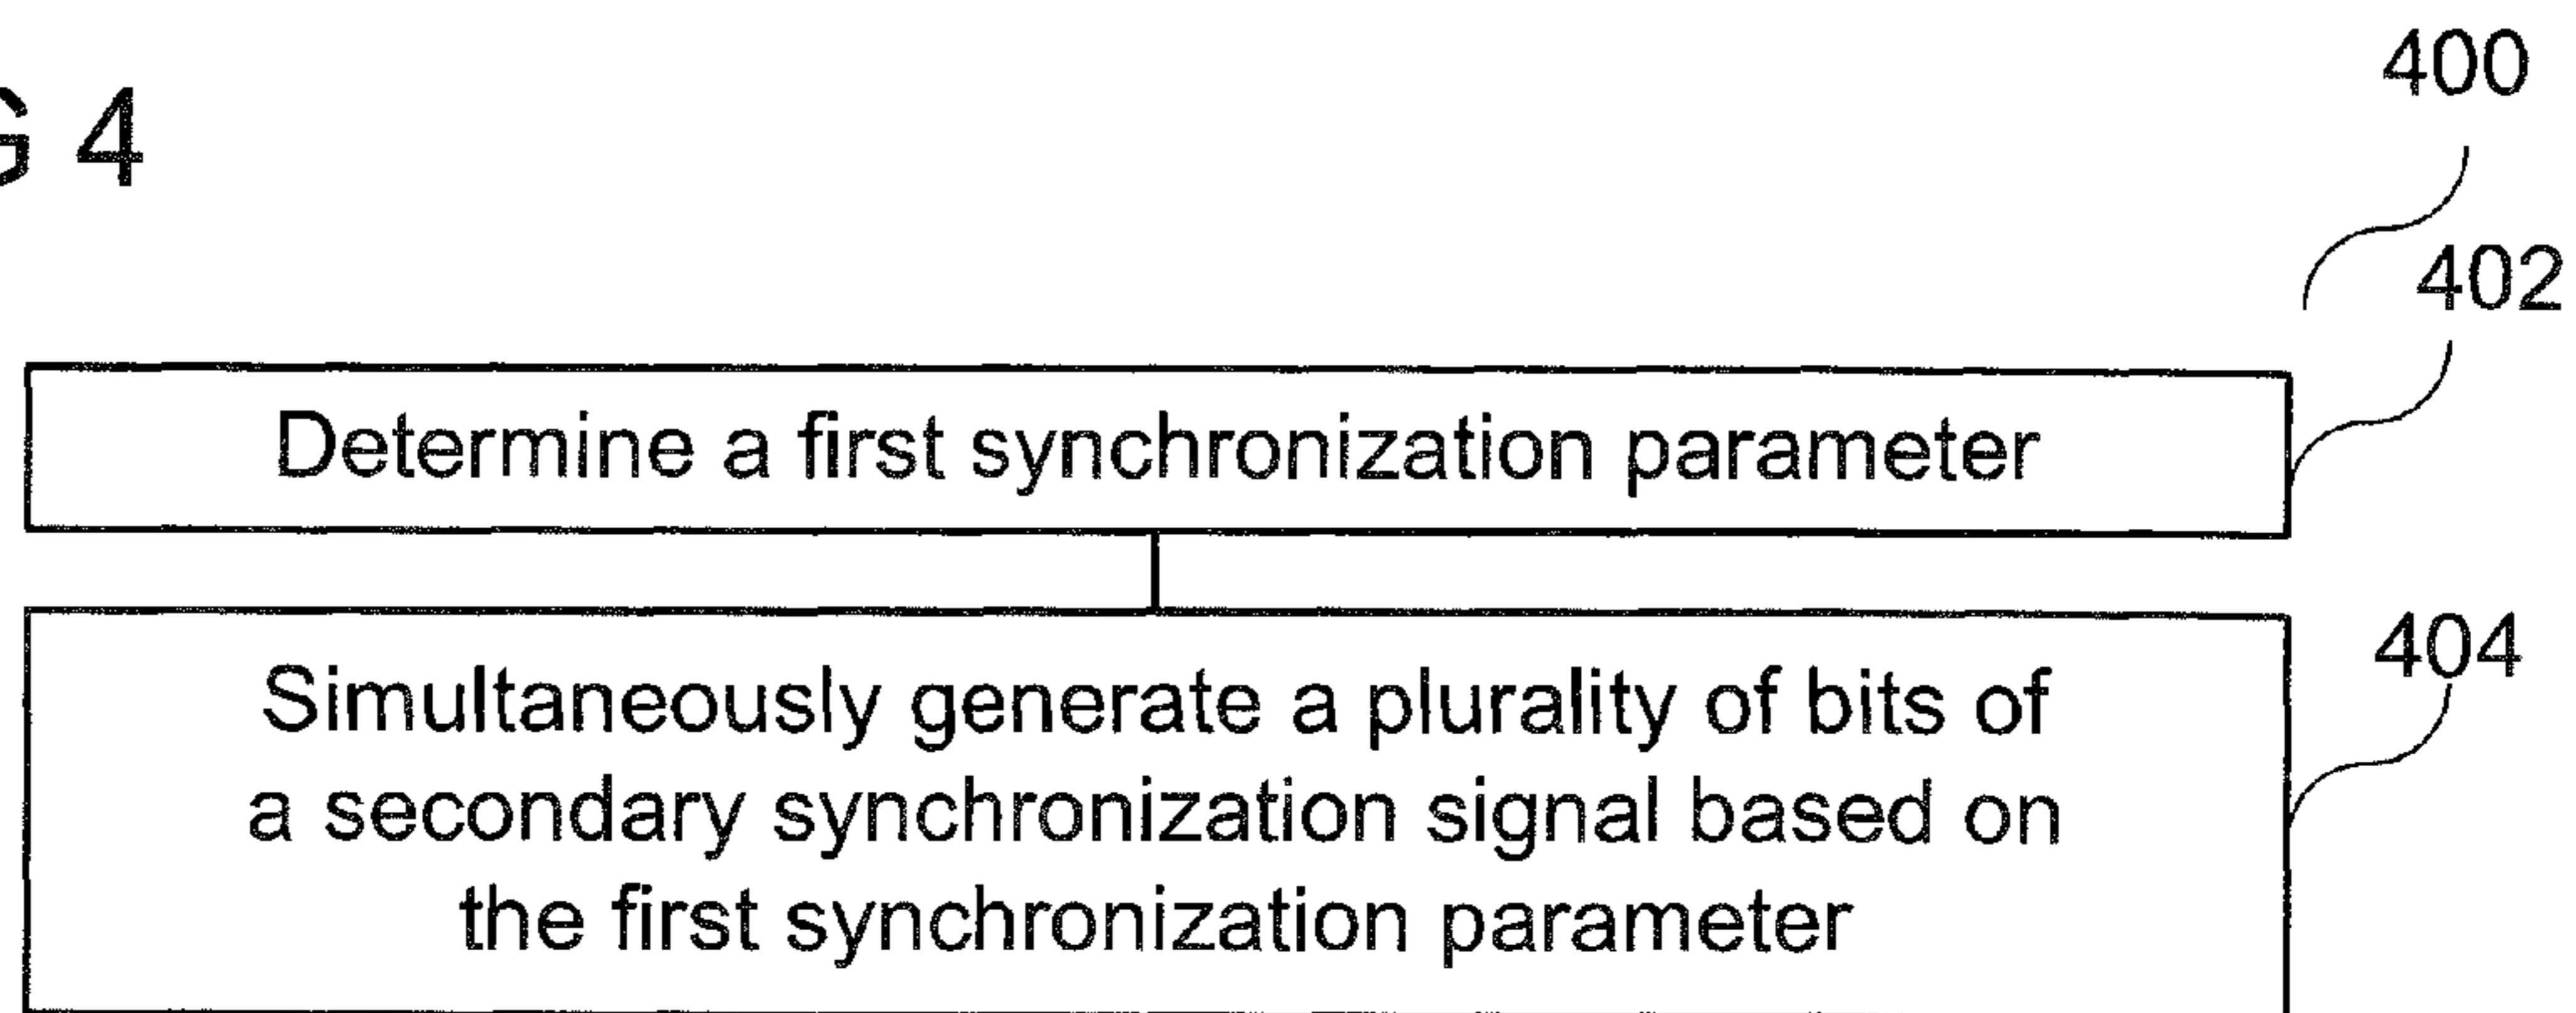 G 4
400
402
Determine a first synchronization parameter
404
Simultaneously generate a plurality of bits of
a secondary synchronization signal based on
the first synchronization parameter